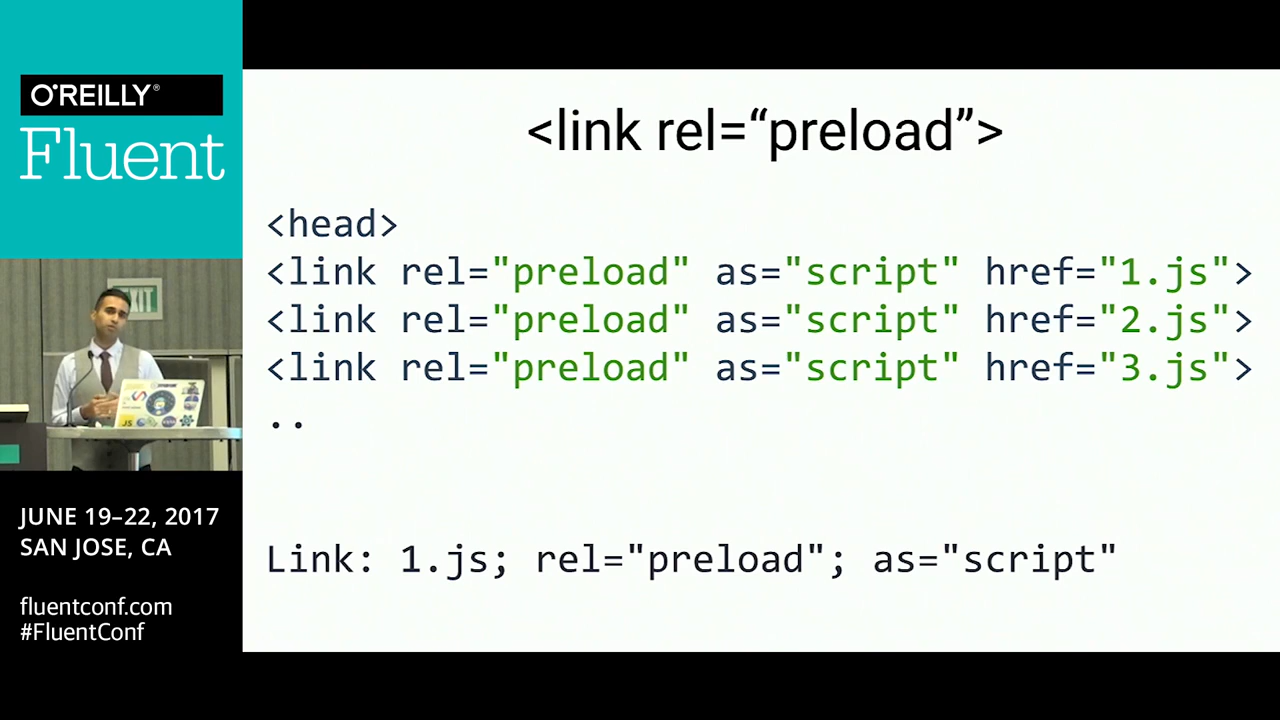 O'REILLY®
Fluent
EXIT
JS
JUNE 19–22, 2017
SAN JOSE, CA
fluentconf.com
#FluentConf
<link rel=“preload”>
<head>
<link rel="preload" as="script" href="1.js">
<link rel="preload" as="script" href="2.js">
<link rel="preload" as="script" href="3.js">
..
Link: 1.js; rel="preload"; as="script"